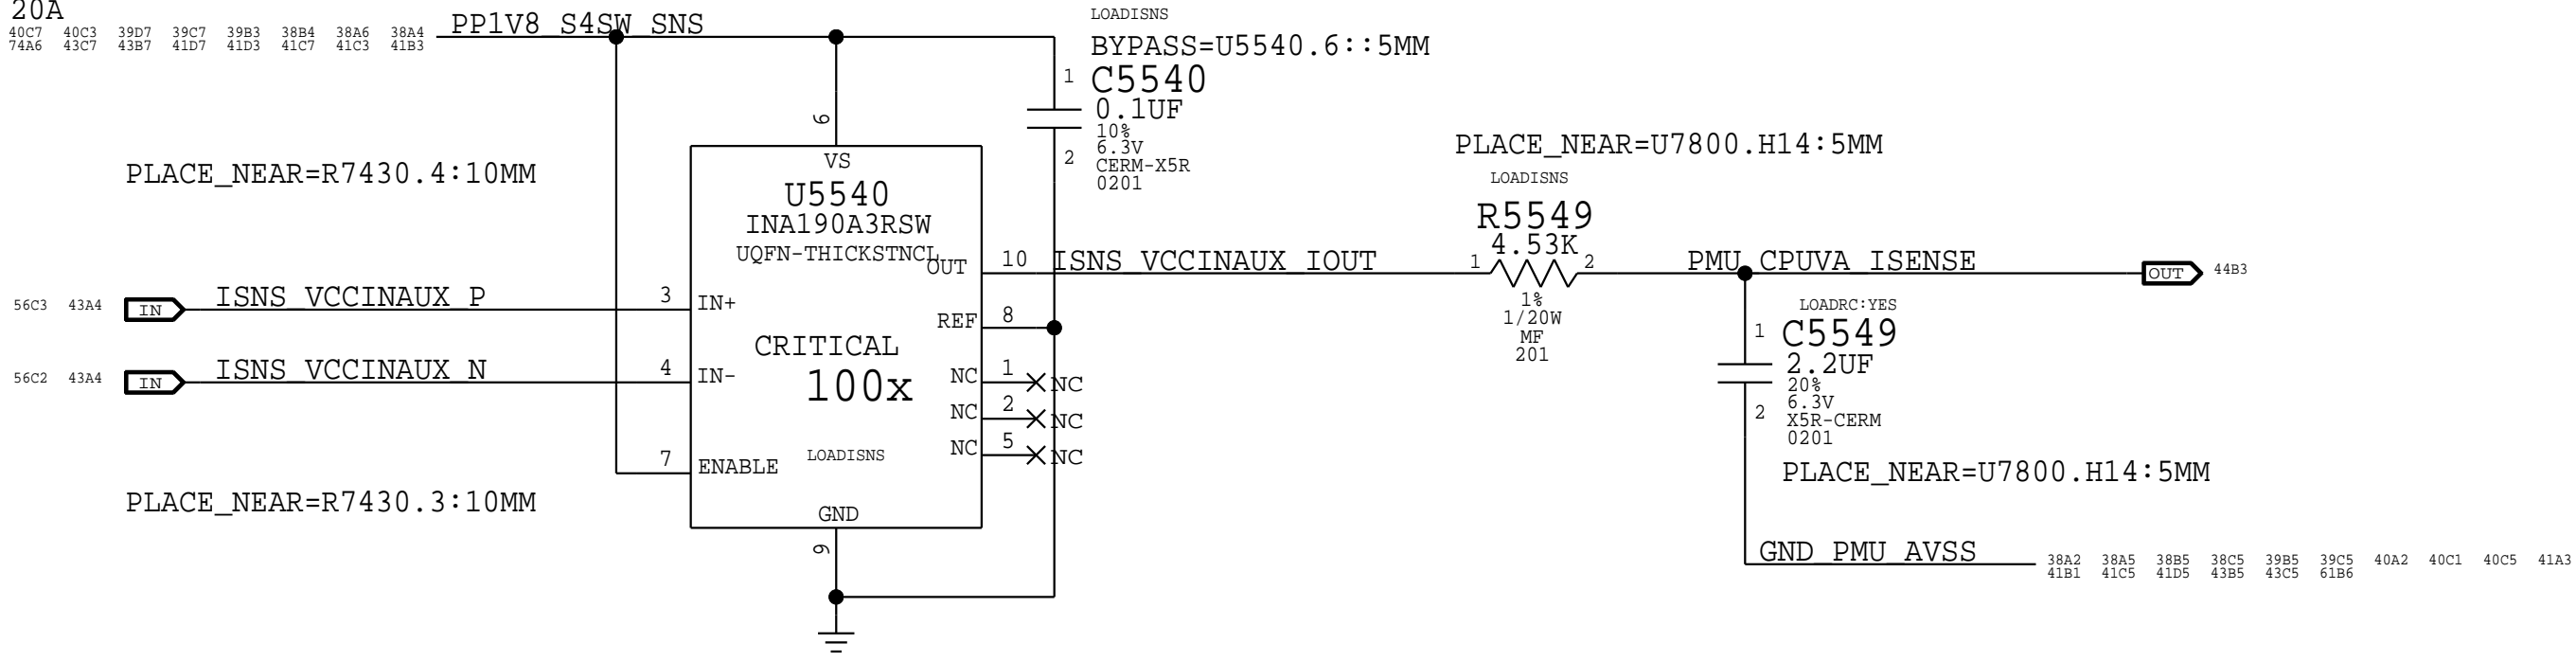 20A
40C7 40C3 39D7 39C7 39B3 38B4 38A6 38A4
74A6 43C7 43B7 41D7 41D3 41C7 41C3 41B3
PP1V8_S4SW_SNS
LOADISNS
BYPASS=U5540.6::5MM
1
C5540
0.1UF
10%
6.3V
CERM-X5R
0201
2
6
PLACE_NEAR=R7430.4:10MM
VS
U5540
INA190A3RSW
UQFN-THICKSTNCL
PLACE_NEAR=U7800.H14:5MM
LOADISNS
R5549
4.53K
1
2
1%
1/20W
MF
201
OUT
10
ISNS_VCCINAUX_IOUT
PMU_CPUVA_ISENSE
OUT
44B3
56C3 43A4
IN
ISNS_VCCINAUX_P
3
IN+
REF
8
CRITICAL
100x
56C2 43A4
IN
ISNS_VCCINAUX_N
4
IN-
NC
1
NC
NC
2
NC
NC
5
NC
LOADRC:YES
1
C5549
2.2UF
20%
6.3V
X5R-CERM
0201
2
PLACE_NEAR=U7800.H14:5MM
7
ENABLE
LOADISNS
PLACE_NEAR=R7430.3:10MM
GND
9
GND_PMU_AVSS
38A2 38A5 38B5 38C5 39B5 39C5 40A2 40C1 40C5 41A3
41B1 41C5 41D5 43B5 43C5 61B6